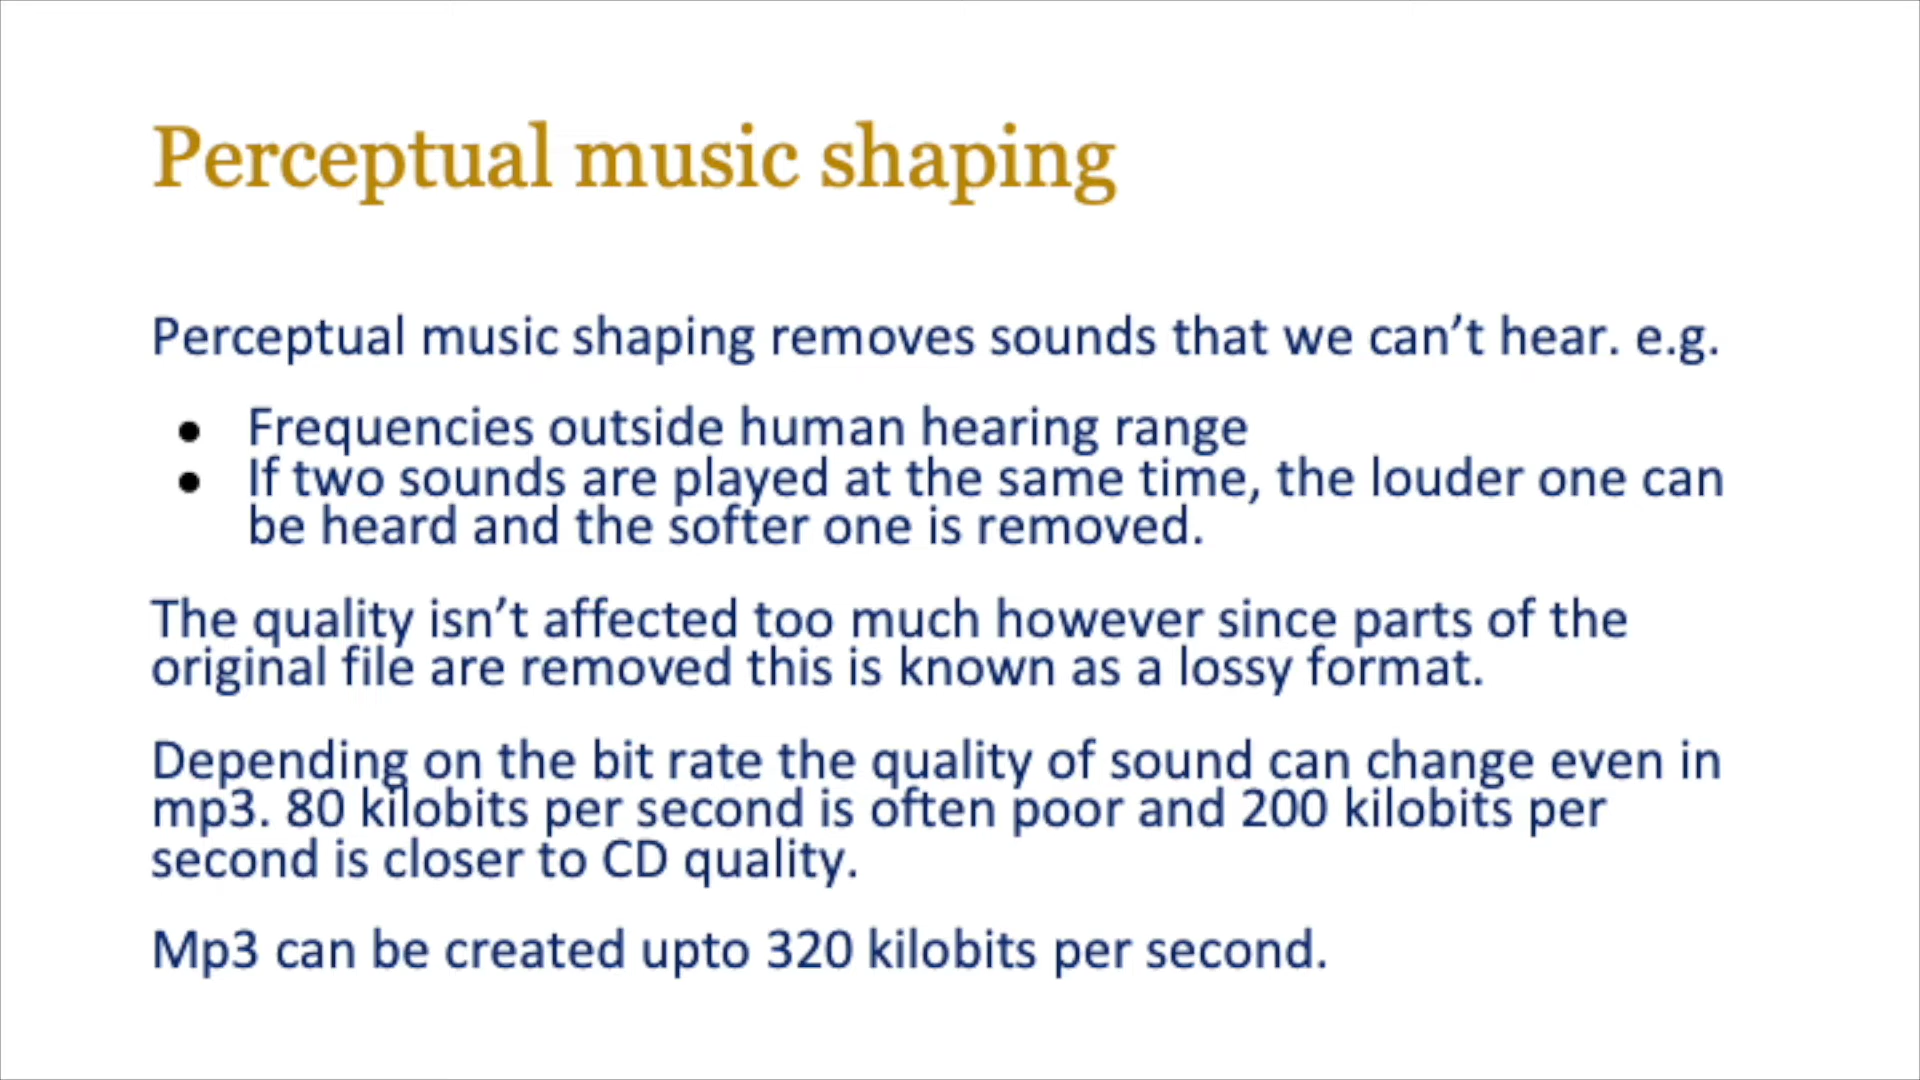 Perceptual music shaping
Perceptual music shaping removes sounds that we can’t hear. e.g.
• Frequencies outside human hearing range
• If two sounds are played at the same time, the louder one can
be heard and the softer one is removed.
The quality isn’t affected too much however since parts of the
original file are removed this is known as a lossy format.
Depending on the bit rate the quality of sound can change even in
mp3. 80 kilobits per second is often poor and 200 kilobits per
second is closer to CD quality.
Mp3 can be created upto 320 kilobits per second.